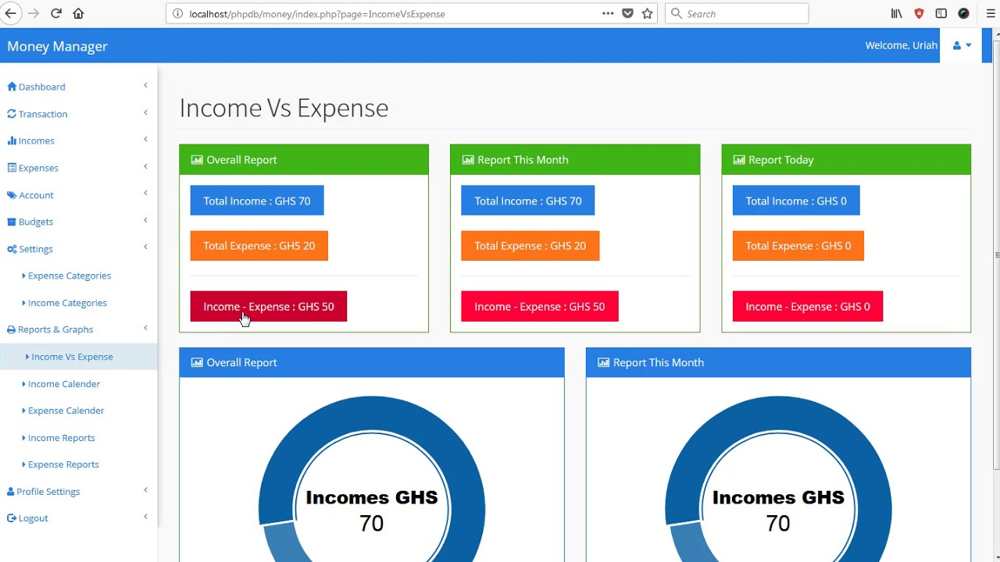 localhost/phpdb/money/index.php?page=IncomeVsExpense
Search
Money Manager
Welcome, Uriah
Dashboard
Transaction
Incomes
Expenses
Account
Budgets
Settings
Expense Categories
Income Categories
Reports & Graphs
Income Vs Expense
Income Calender
Expense Calender
Income Reports
Expense Reports
Profile Settings
Logout
Income Vs Expense
Overall Report
Total Income : GHS 70
Total Expense : GHS 20
Income - Expense : GHS 50
Report This Month
Total Income : GHS 70
Total Expense : GHS 20
Income - Expense : GHS 50
Report Today
Total Income : GHS 0
Total Expense : GHS 0
Income - Expense : GHS 0
Overall Report
Incomes GHS
70
Report This Month
Incomes GHS
70